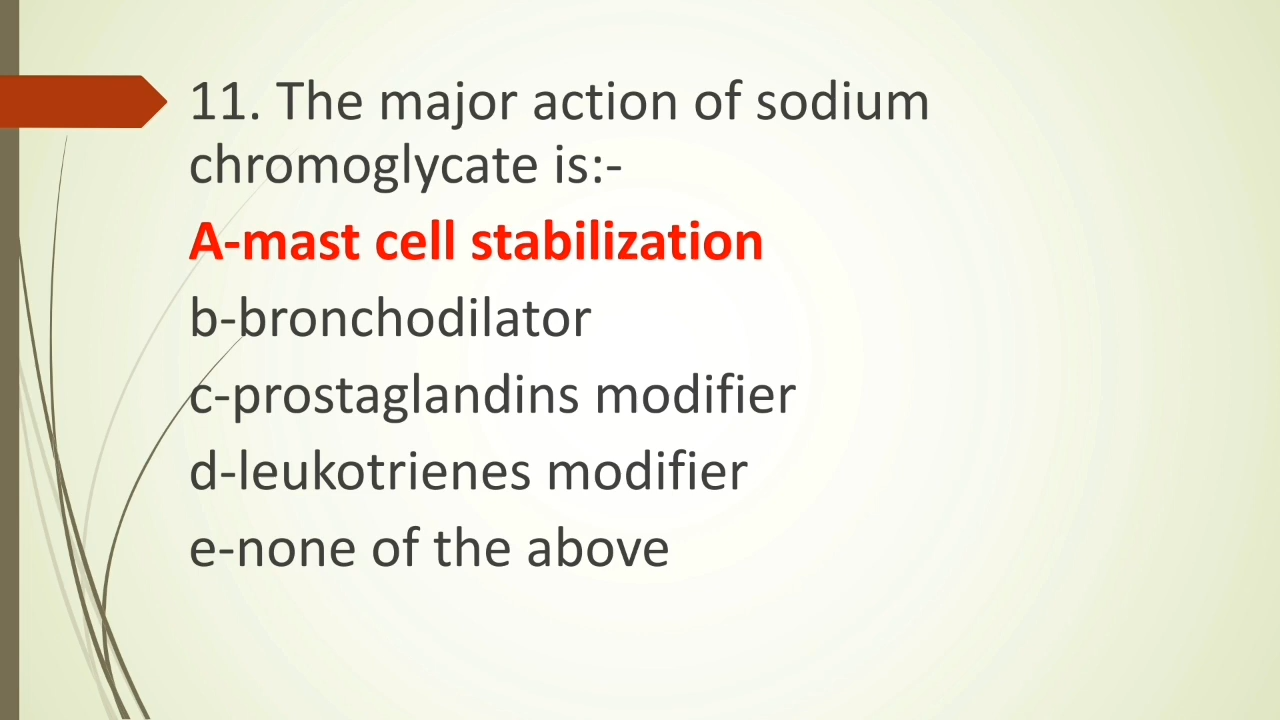 11. The major action of sodium
chromoglycate is:-
A-mast cell stabilization
b-bronchodilator
c-prostaglandins modifier
d-leukotrienes modifier
e-none of the above